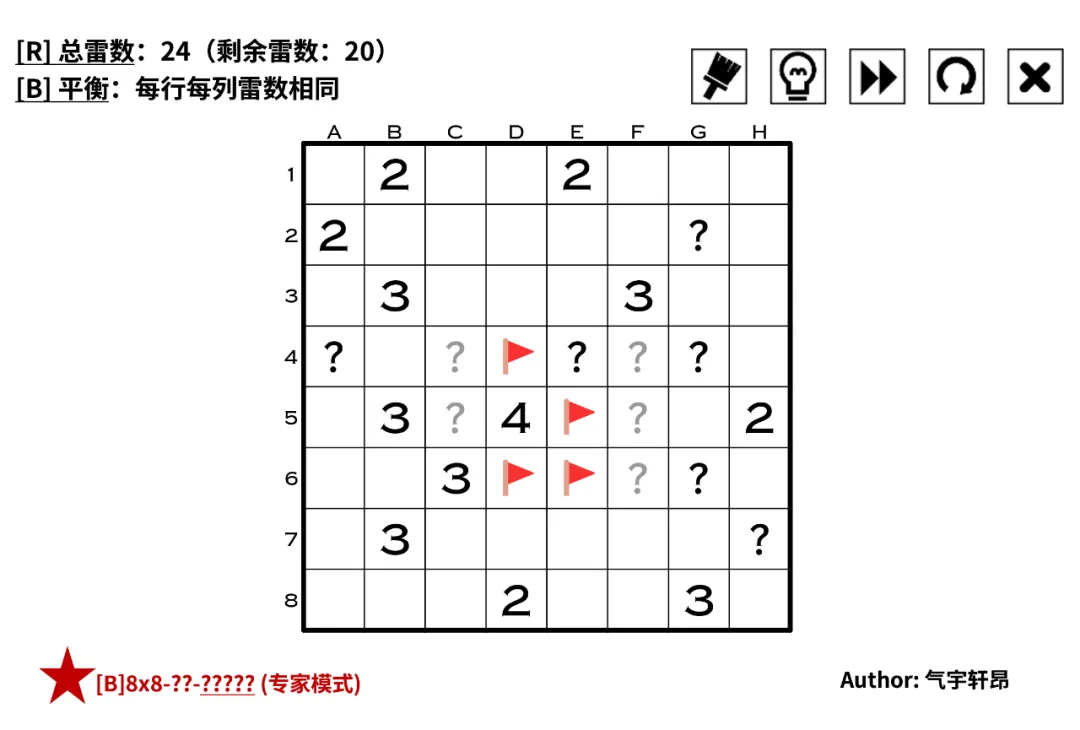 [R] 总雷数：24（剩余雷数：20）
[B] 平衡：每行每列雷数相同
A B C D E F G H
1 2 2
2 2 ?
3 3 3
4 ? ? ? ? ?
5 3 ? 4 ? 2
6 3 ? ?
7 3 ?
8 2 3
[B]8x8-??-????? (专家模式)
Author: 气宇轩昂